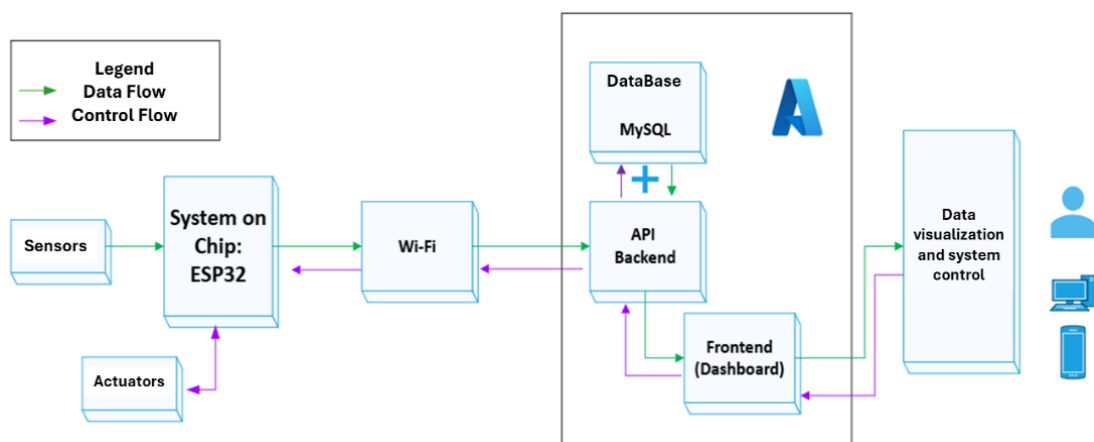 Legend
Data Flow
Control Flow
DataBase
MySQL
Sensors
System on
Chip:
ESP32
Wi-Fi
API
Backend
Data
visualization
and system
control
Frontend
(Dashboard)
Actuators